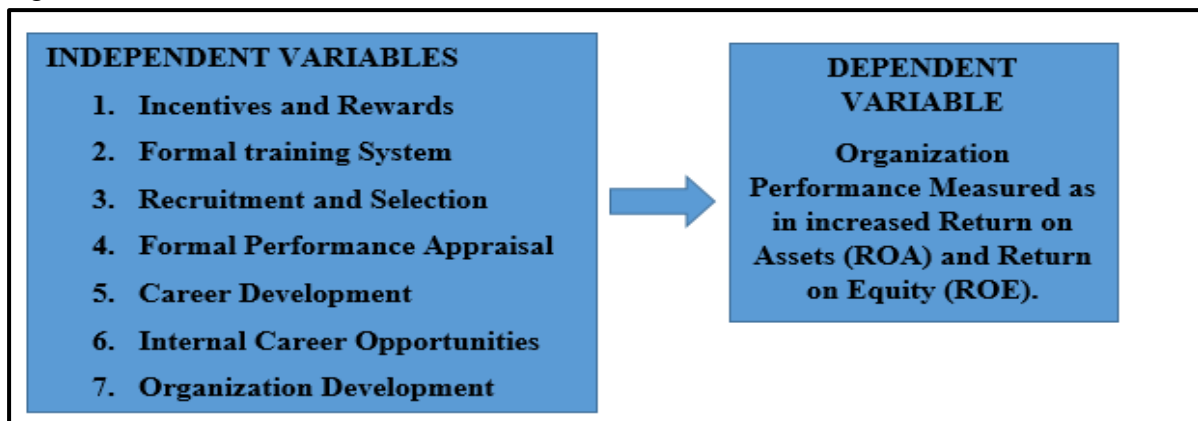 INDEPENDENT VARIABLES
1. Incentives and Rewards
2. Formal training System
3. Recruitment and Selection
4. Formal Performance Appraisal
5. Career Development
6. Internal Career Opportunities
7. Organization Development
DEPENDENT
VARIABLE
Organization
Performance Measured as
in increased Return on
Assets (ROA) and Return
on Equity (ROE).